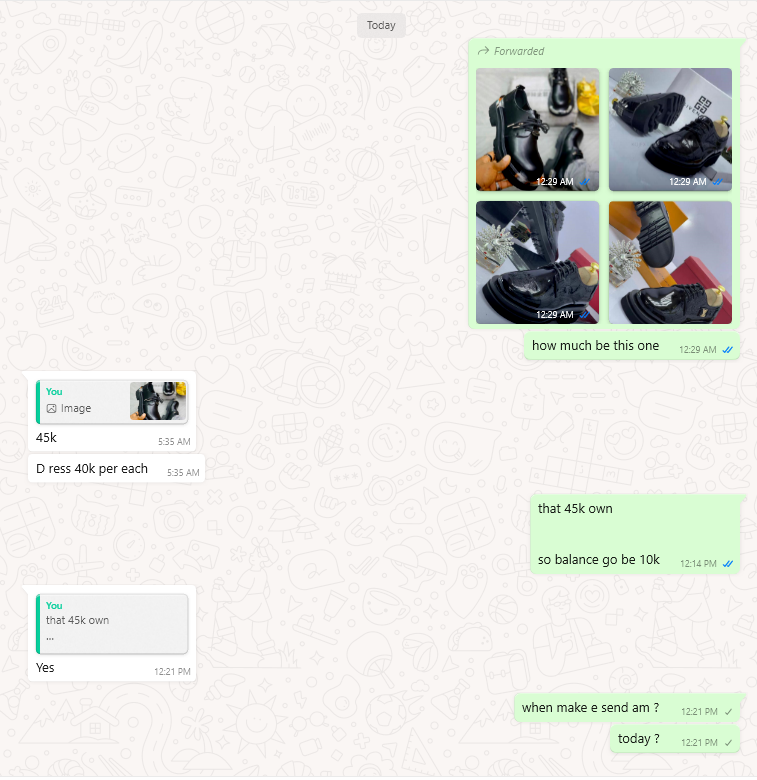 Today
Forwarded
12:29 AM
12:29 AM
12:29 AM
how much be this one
12:29 AM
You
Image
45k
5:35 AM
D ress 40k per each
5:35 AM
that 45k own
so balance go be 10k
12:14 PM
You
that 45k own
...
Yes
12:21 PM
when make e send am ?
12:21 PM
today ?
12:21 PM